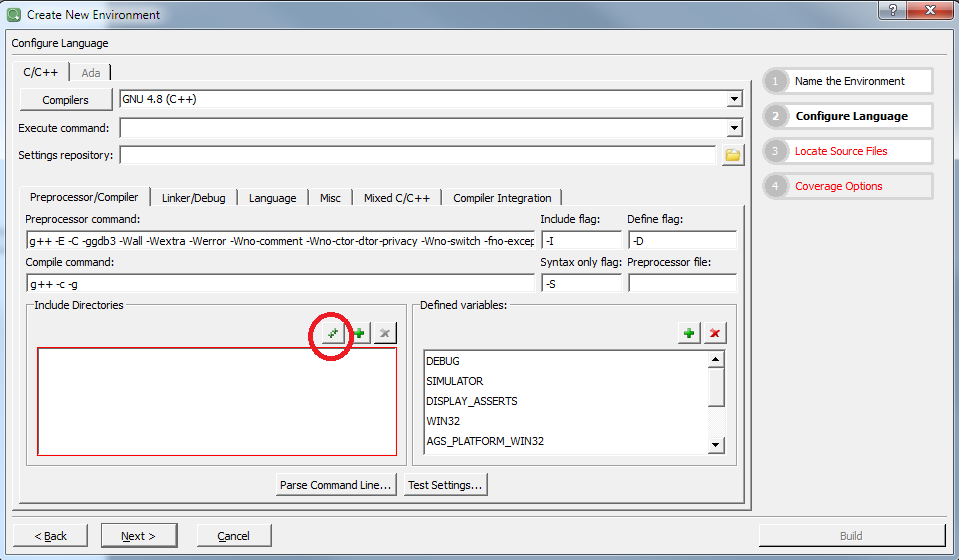 Create New Environment
?
Configure Language
C/C++ Ada
Compilers GNU 4.8 (C++)
Execute command:
Settings repository:
Preprocessor/Compiler Linker/Debug Language Misc Mixed C/C++ Compiler Integration
Preprocessor command: Include flag: Define flag:
g++ -E -C -ggdb3 -Wall -Wextra -Werror -Wno-comment -Wno-ctor-dtor-privacy -Wno-switch -fno-excep -I -D
Compile command: Syntax only flag: Preprocessor file:
g++ -c -g -S
Include Directories Defined variables:
DEBUG
SIMULATOR
DISPLAY_ASSERTS
WIN32
AGS_PLATFORM_WIN32
Parse Command Line... Test Settings...
< Back Next > Cancel Build
1 Name the Environment
2 Configure Language
3 Locate Source Files
4 Coverage Options